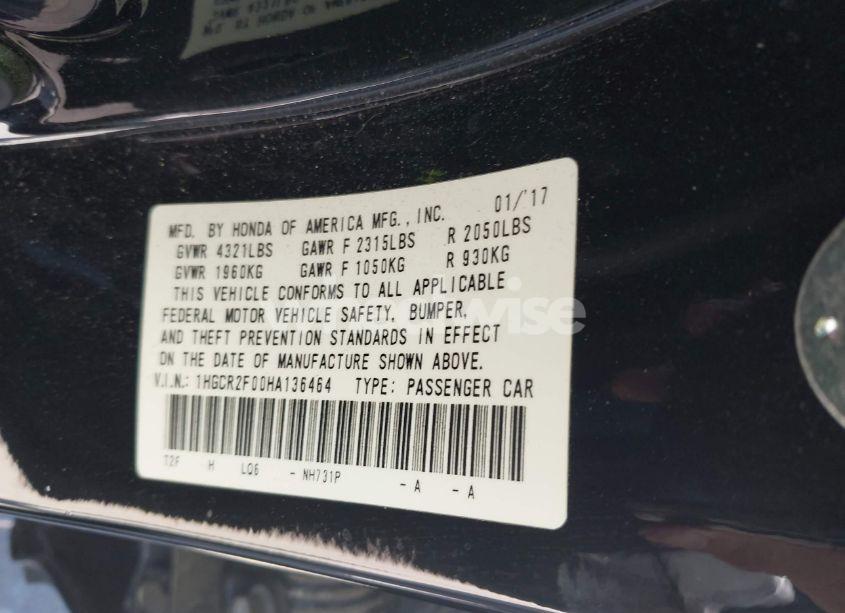 01/'17
MFD. BY HONDA OF AMERICA MFG., INC.
GVWR 4321LBS GAWR F 2315LBS R 2050LBS
GVWR 1960KG GAWR F 1050KG R 930KG
THIS VEHICLE CONFORMS TO ALL APPLICABLE
FEDERAL MOTOR VEHICLE SAFETY, BUMPER,
AND THEFT PREVENTION STANDARDS IN EFFECT
ON THE DATE OF MANUFACTURE SHOWN ABOVE.
V.I.N.: 1HGCR2F00HA136464 TYPE: PASSENGER CAR
T2F H LQ6 - NH731P - A - A